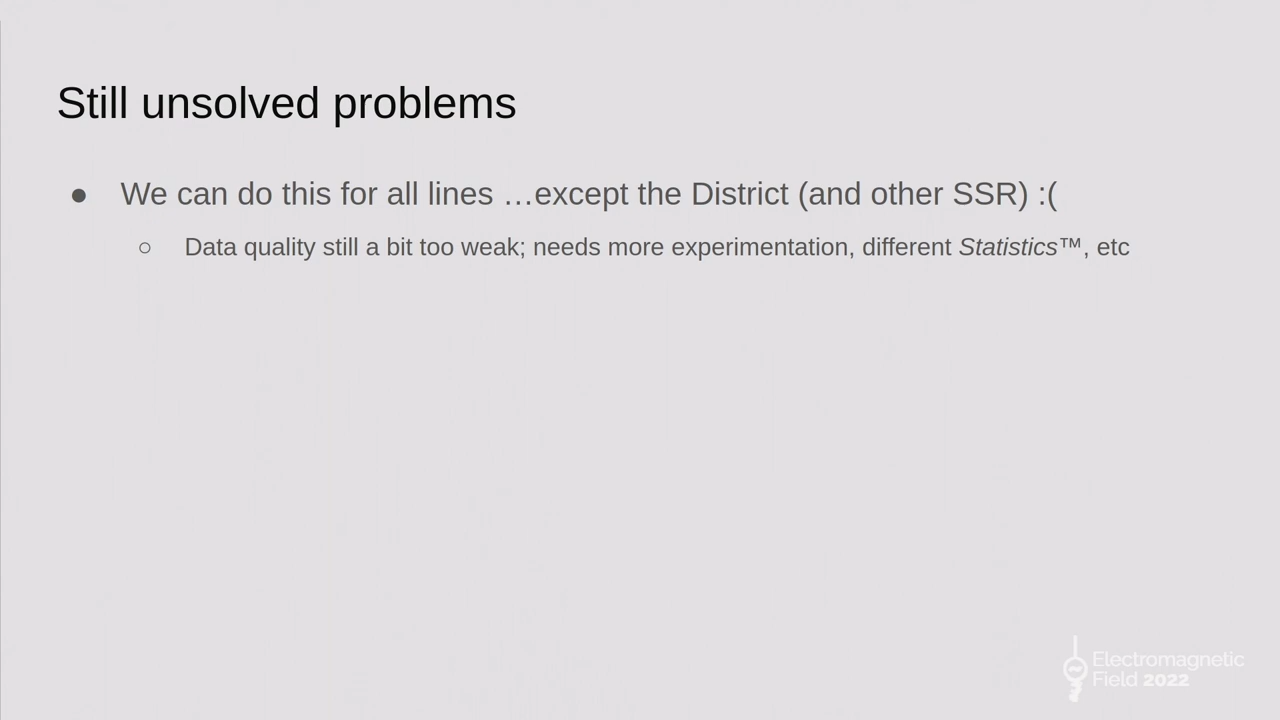 Still unsolved problems
● We can do this for all lines …except the District (and other SSR) :(
○ Data quality still a bit too weak; needs more experimentation, different Statistics™, etc
Electromagnetic
Field 2022